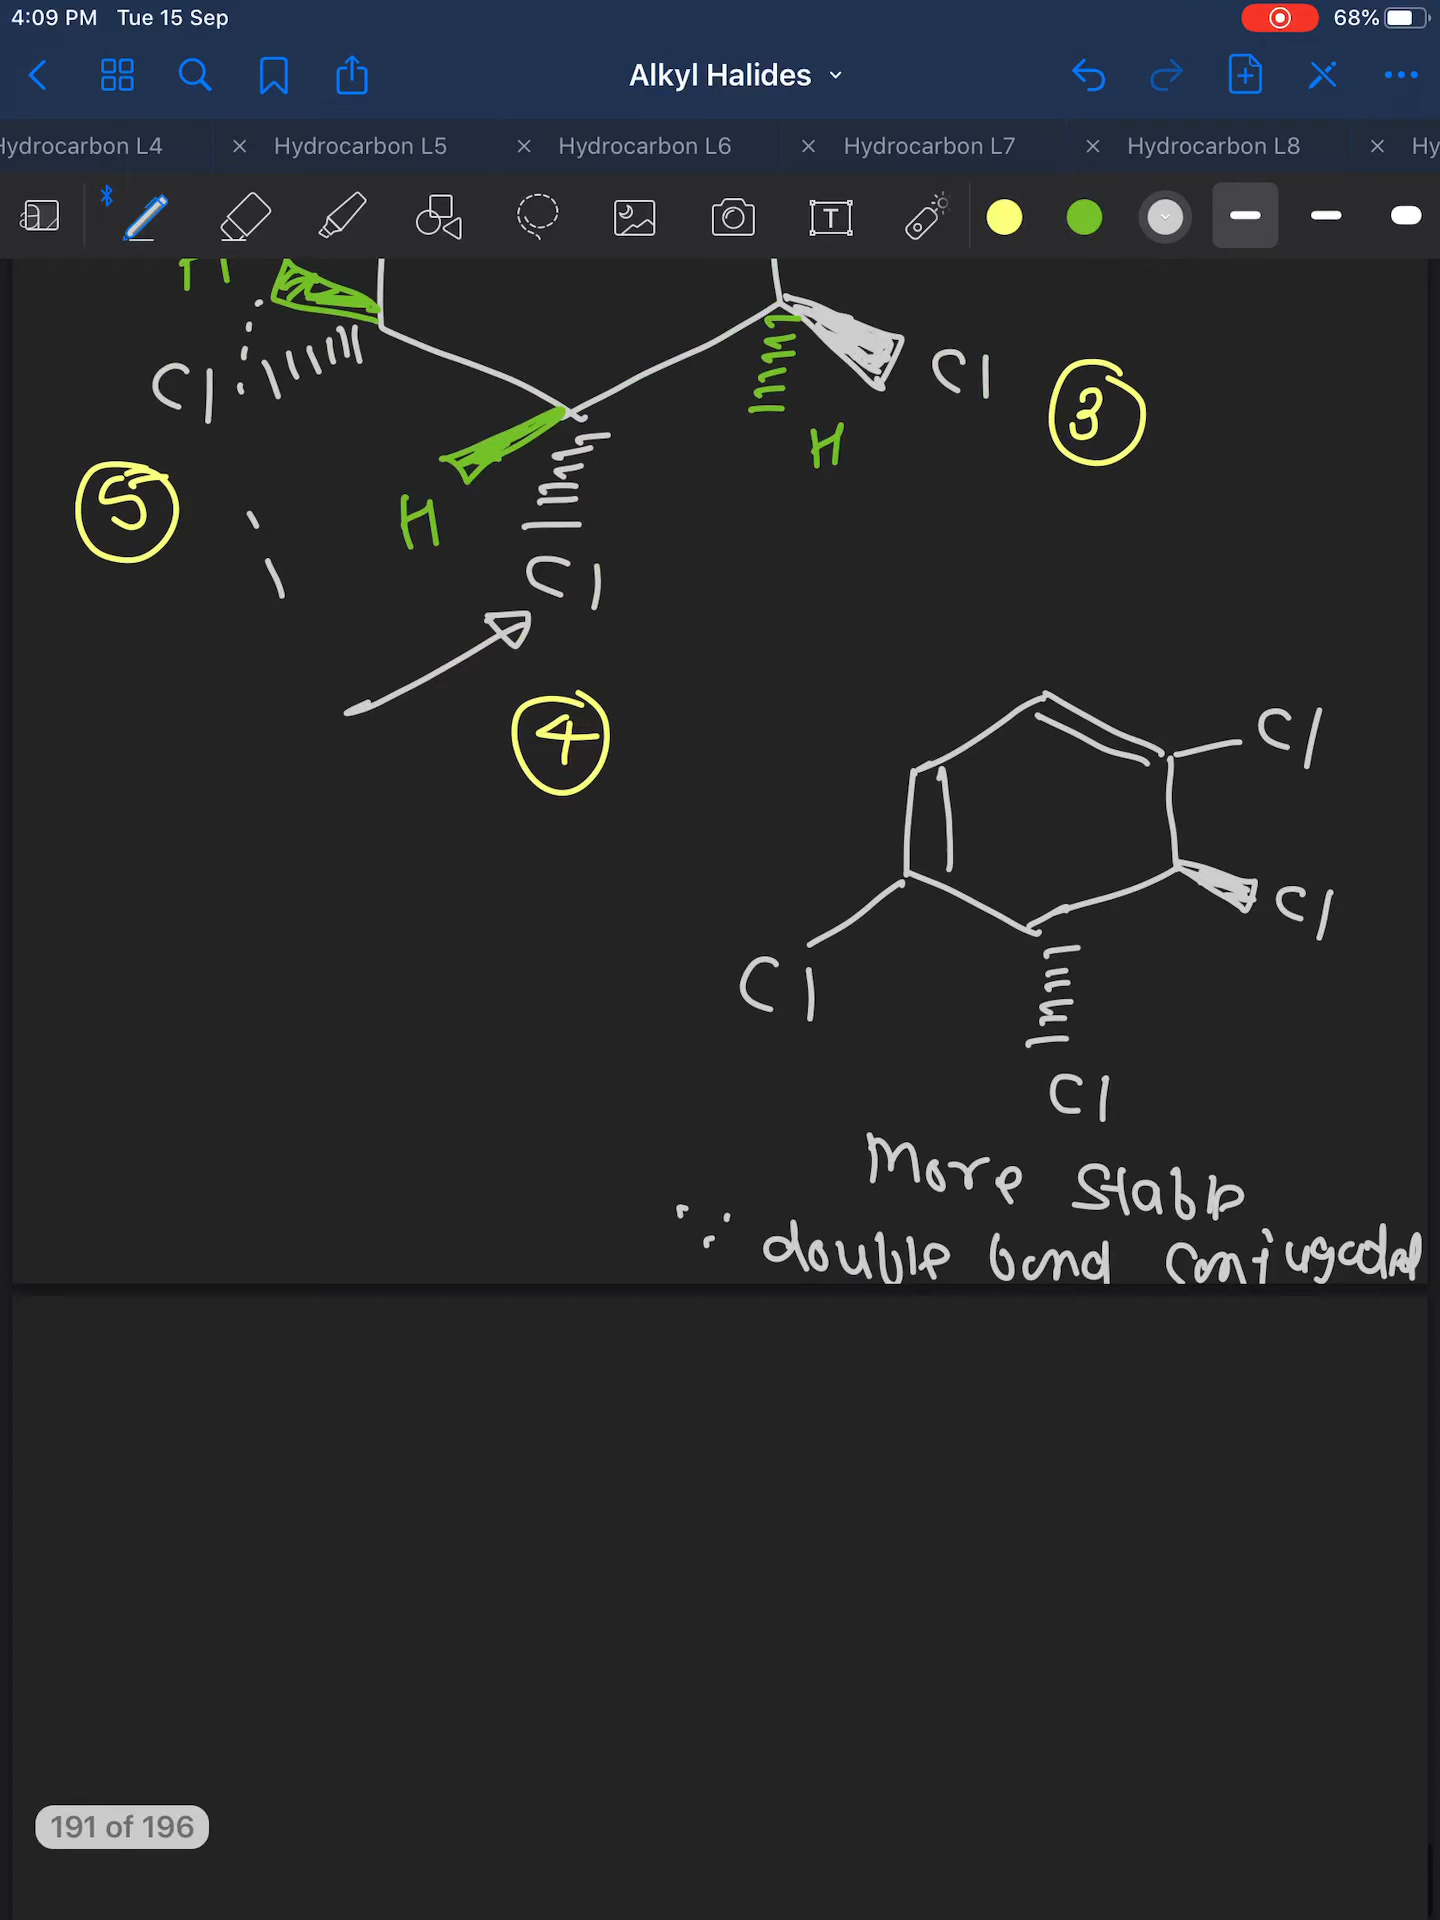 4:09 PM Tue 15 Sep
68%
Alkyl Halides
Hydrocarbon L4
Hydrocarbon L5
Hydrocarbon L6
Hydrocarbon L7
Hydrocarbon L8
Hy
a
T
H
Cl
Cl
3
H
5
H
Cl
4
Cl
Cl
Cl
Cl
More Stable
∵ double bond conjugated
191 of 196